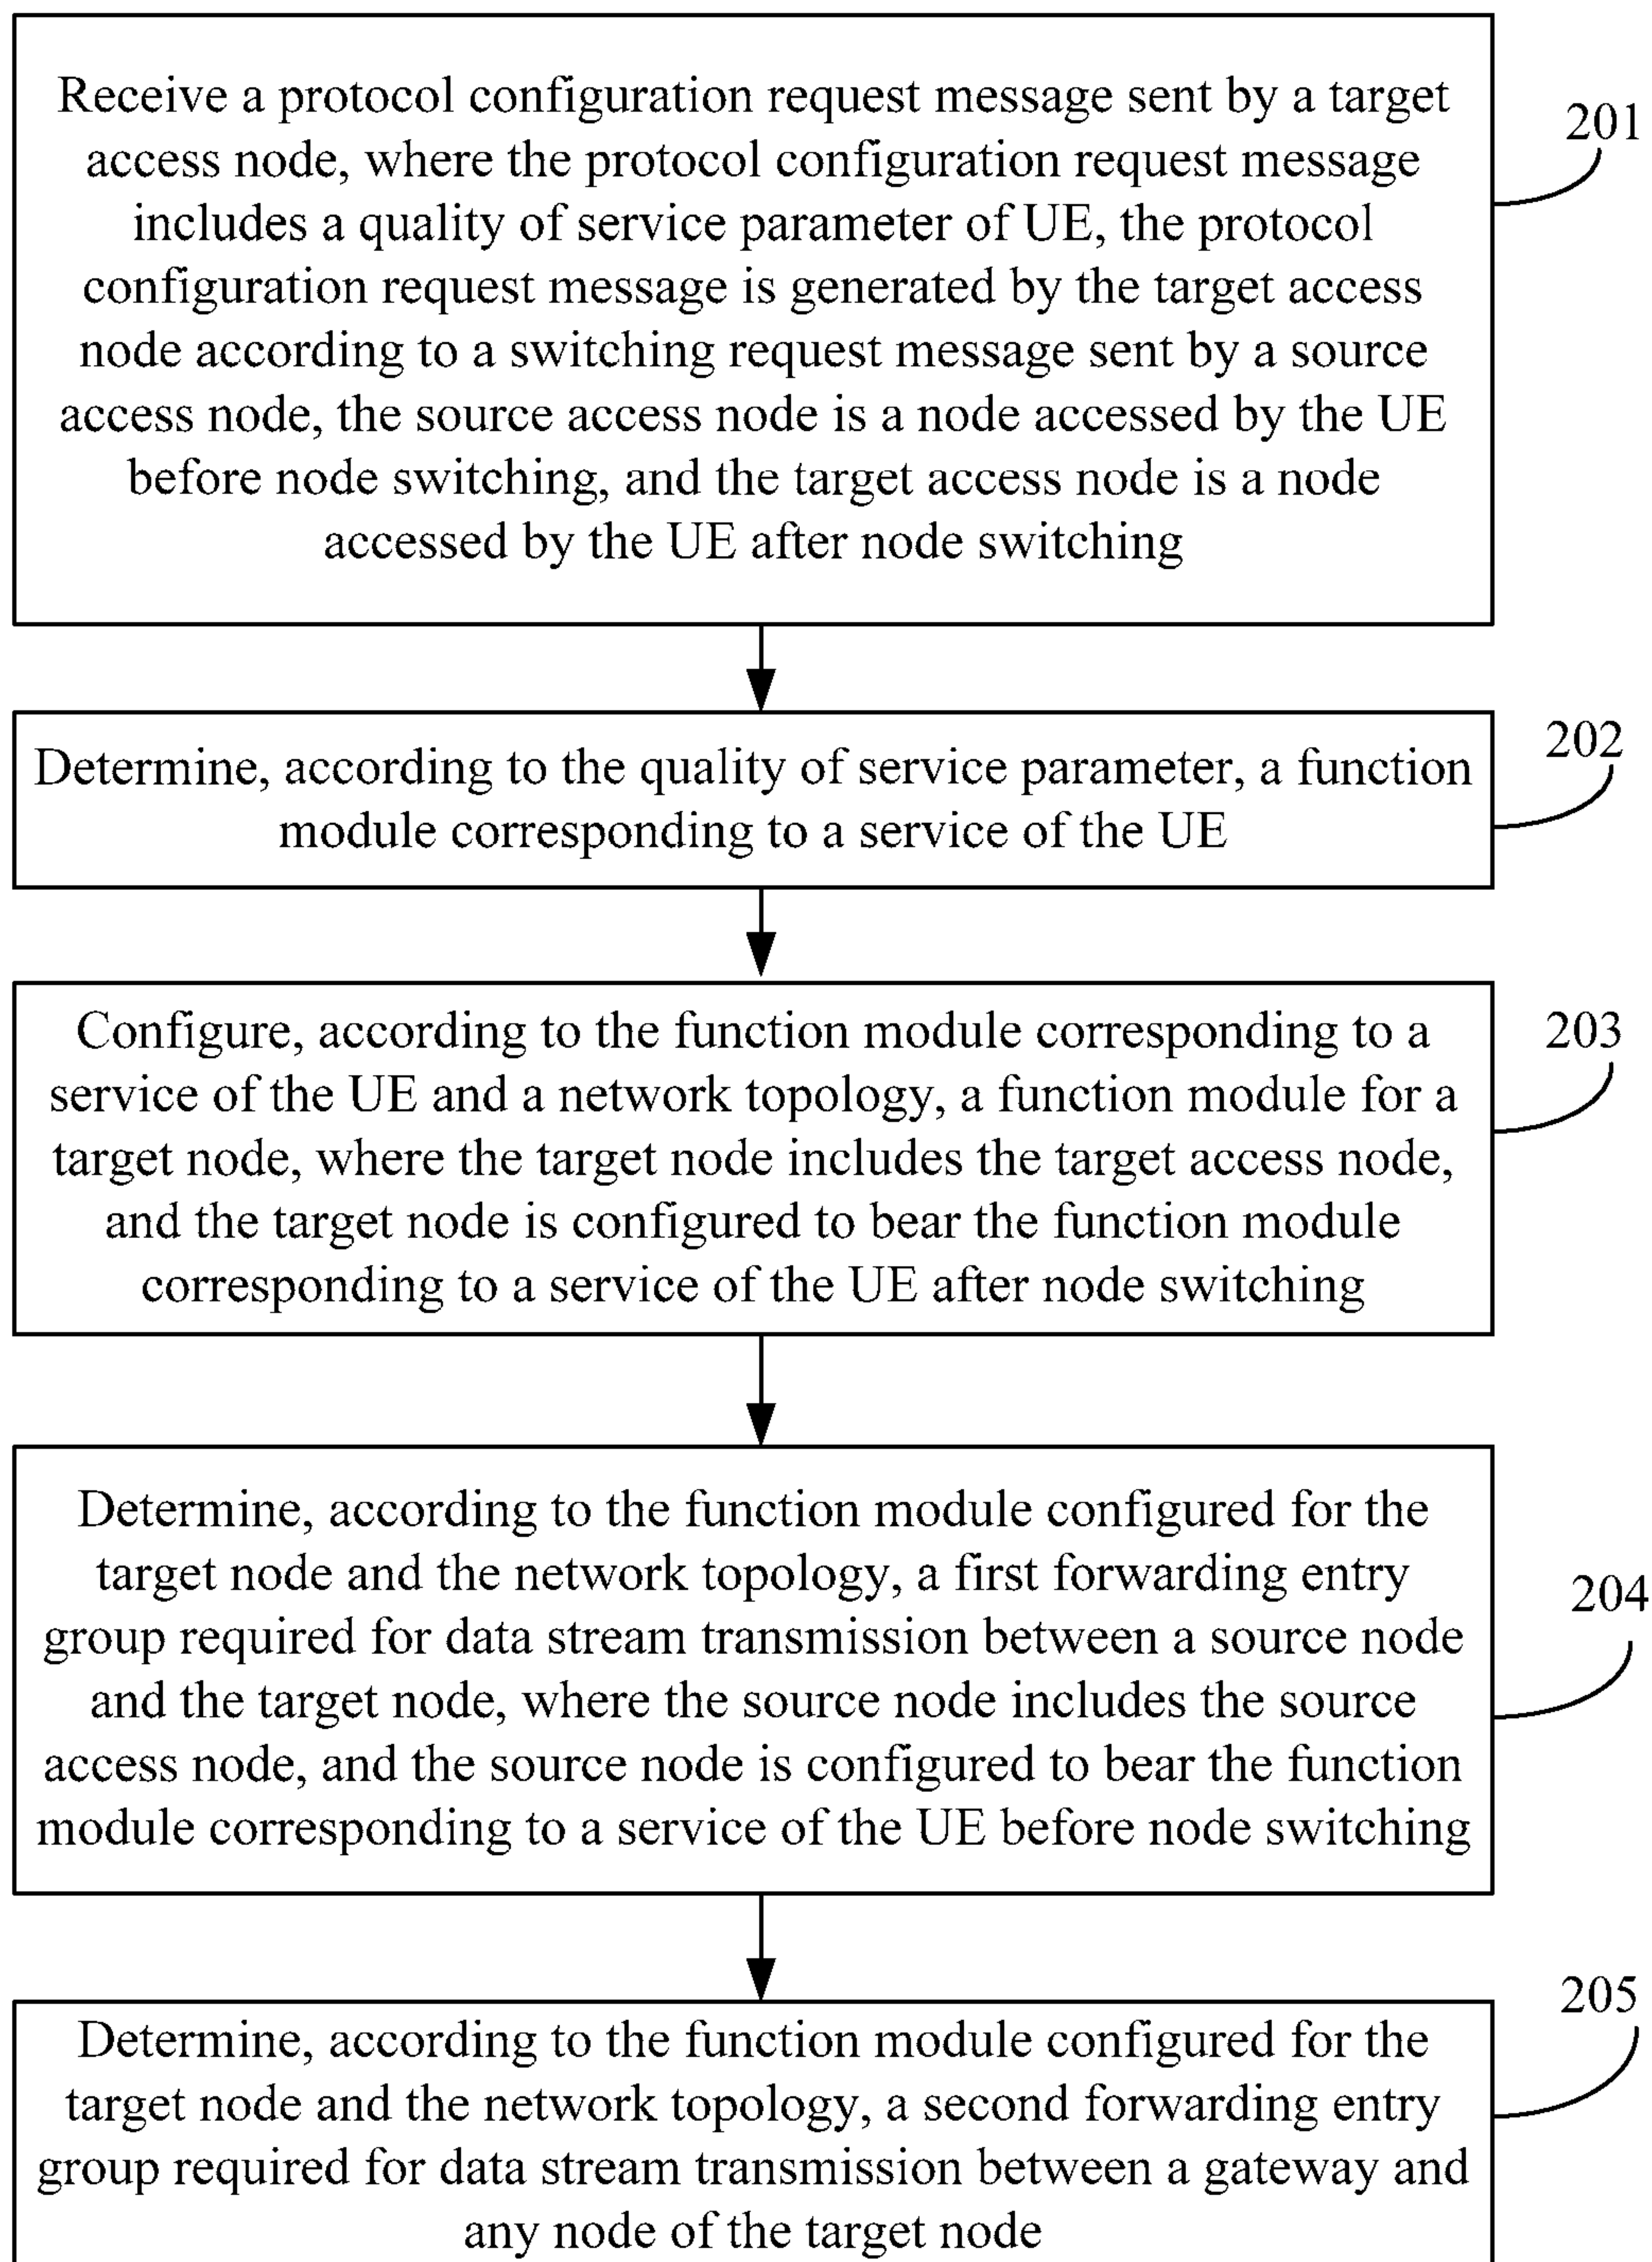 Receive a protocol configuration request message sent by a target
access node, where the protocol configuration request message
includes a quality of service parameter of UE, the protocol
configuration request message is generated by the target access
node according to a switching request message sent by a source
access node, the source access node is a node accessed by the UE
before node switching, and the target access node is a node
accessed by the UE after node switching
201
Determine, according to the quality of service parameter, a function
module corresponding to a service of the UE
202
Configure, according to the function module corresponding to a
service of the UE and a network topology, a function module for a
target node, where the target node includes the target access node,
and the target node is configured to bear the function module
corresponding to a service of the UE after node switching
203
Determine, according to the function module configured for the
target node and the network topology, a first forwarding entry
group required for data stream transmission between a source node
and the target node, where the source node includes the source
access node, and the source node is configured to bear the function
module corresponding to a service of the UE before node switching
204
Determine, according to the function module configured for the
target node and the network topology, a second forwarding entry
group required for data stream transmission between a gateway and
any node of the target node
205